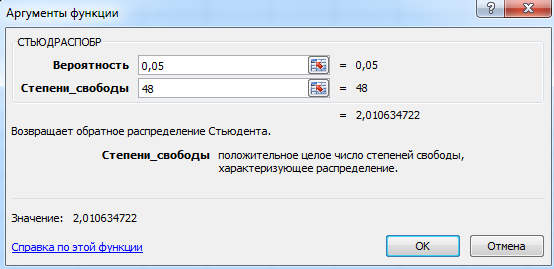 Аргументы функции
СТЬЮДРАСПОБР
Вероятность 0,05 = 0,05
Степени_свободы 48 = 48
= 2,010634722
Возвращает обратное распределение Стьюдента.
Степени_свободы положительное целое число степеней свободы,
характеризующее распределение.
Значение: 2,010634722
Справка по этой функции
ОК Отмена